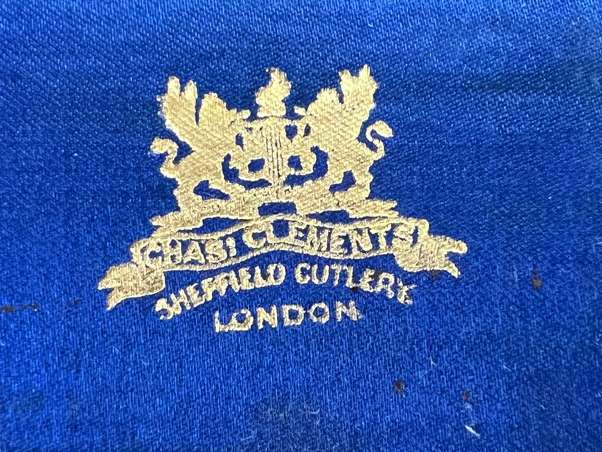 CHAS! CLEMENTS
SHEFFIELD CUTLERY
LONDON.